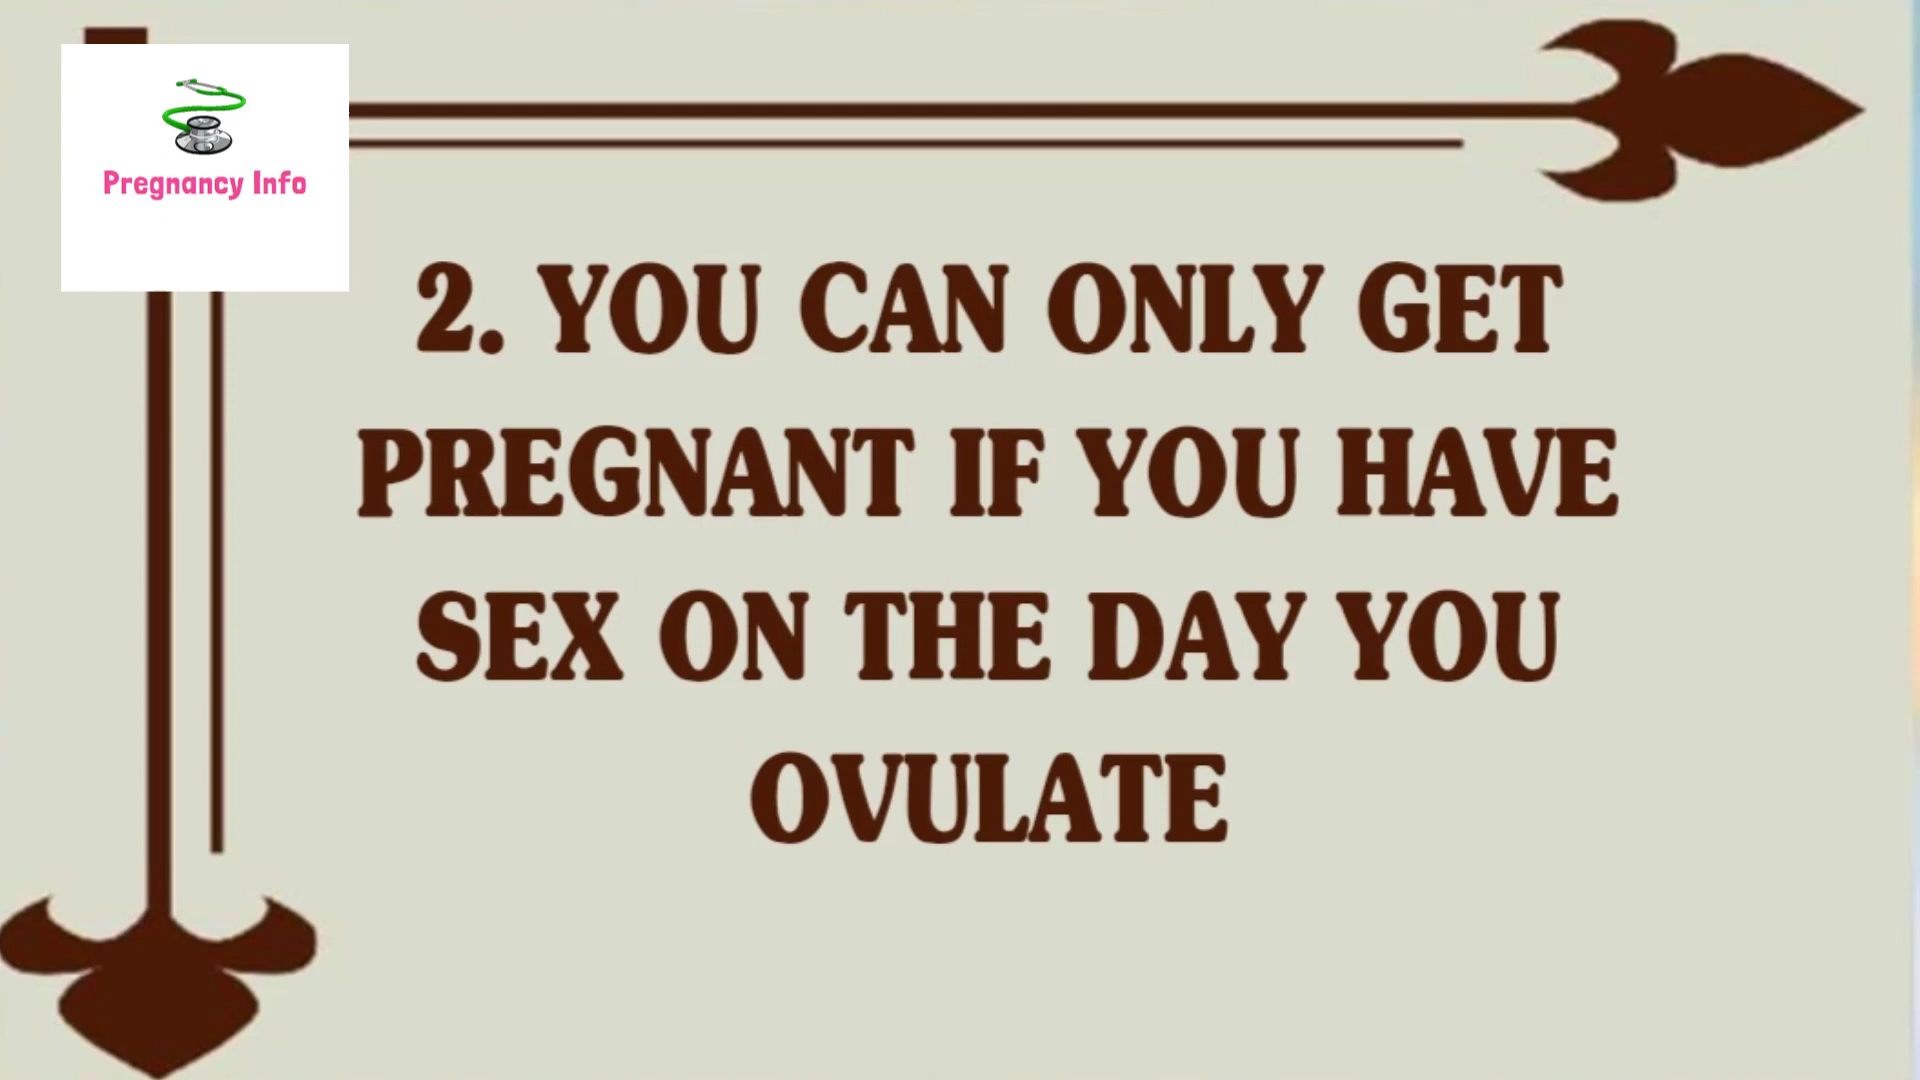 Pregnancy Info
2. YOU CAN ONLY GET
PREGNANT IF YOU HAVE
SEX ON THE DAY YOU
OVULATE